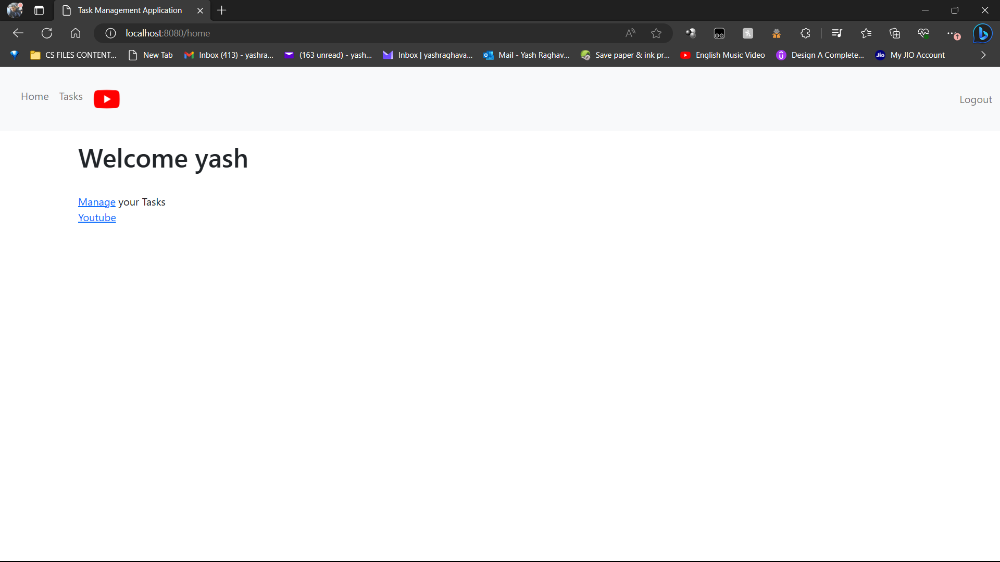 Task Management Application
localhost:8080/home
CS FILES CONTENT... New Tab Inbox (413) - yashra... (163 unread) - yash... Inbox | yashraghava... Mail - Yash Raghav... Save paper & ink pr... English Music Video Design A Complete... Jio My JIO Account
Home Tasks Logout
Welcome yash
Manage your Tasks
Youtube